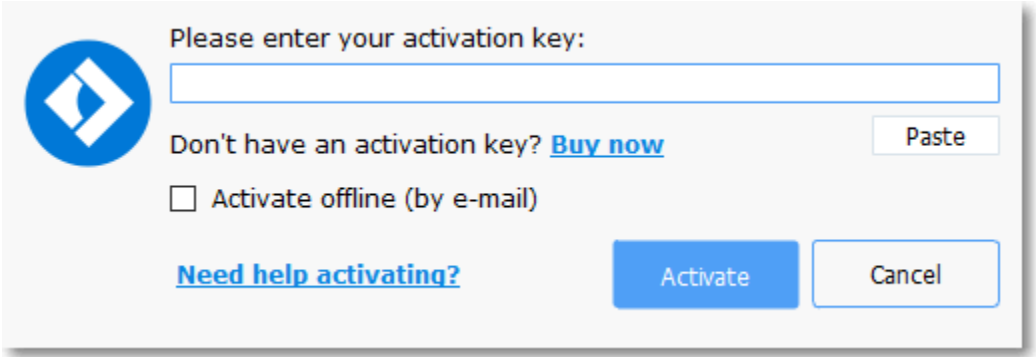 Please enter your activation key:
Don't have an activation key? Buy now
Paste
Activate offline (by e-mail)
Need help activating?
Activate
Cancel